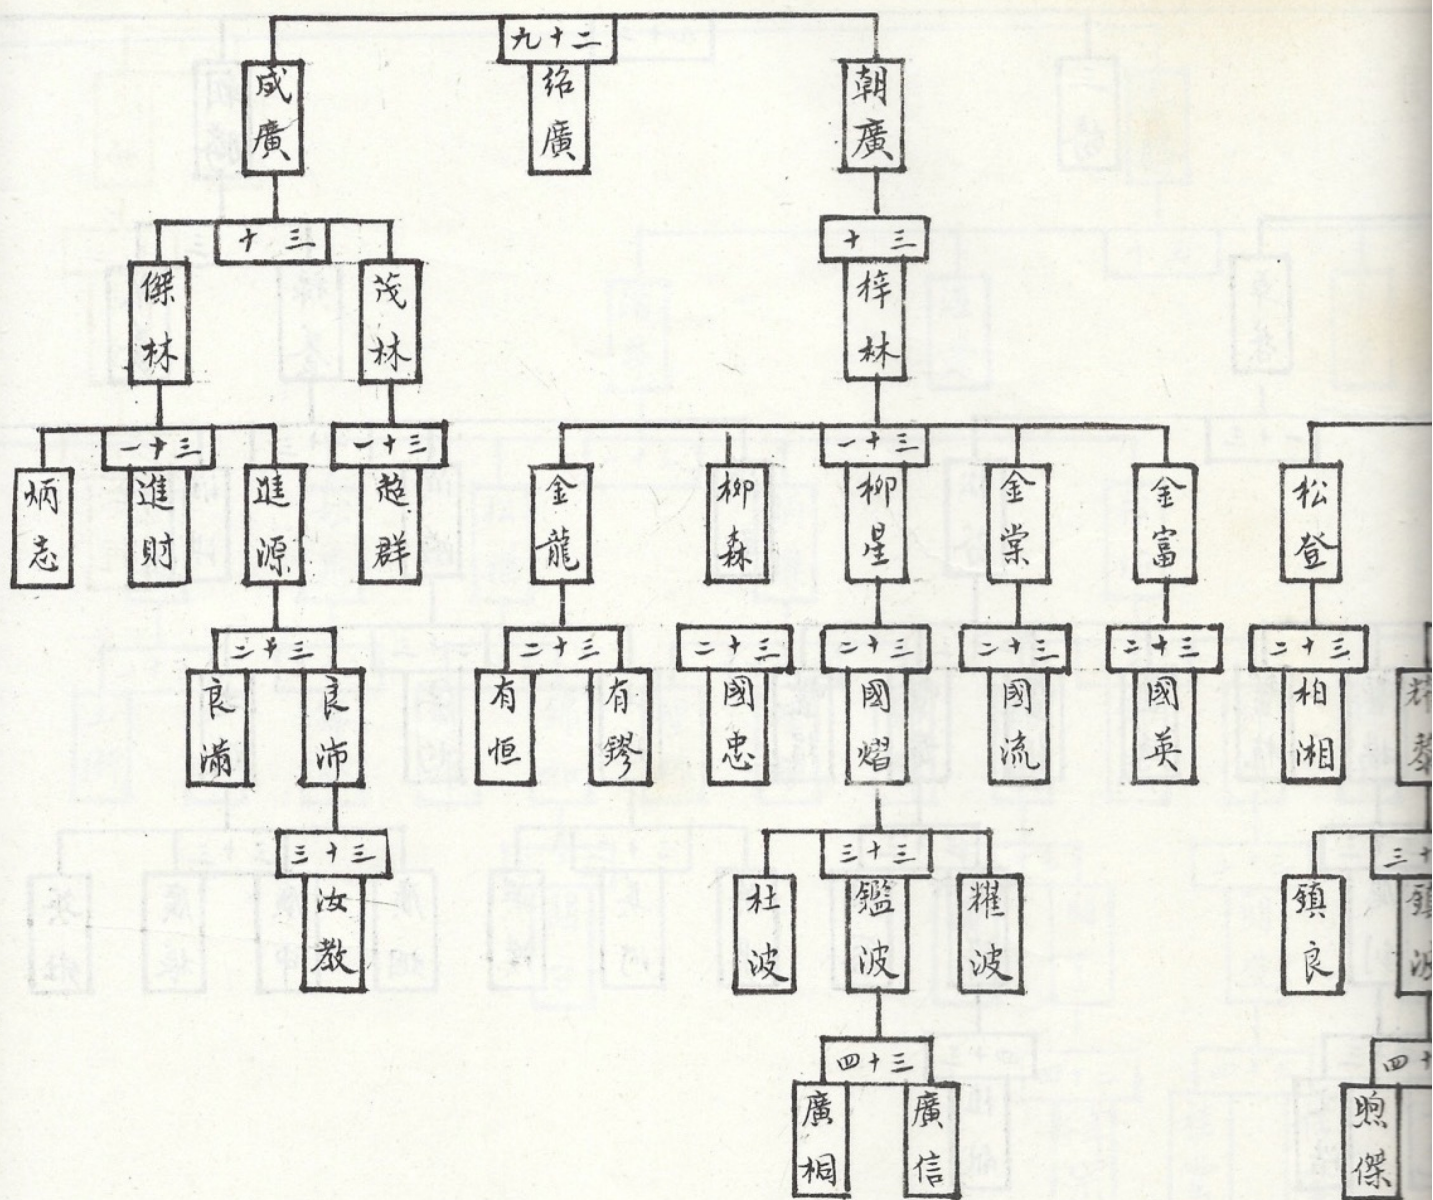 二十九
朝廣
紹廣
咸廣
三十
三十
梓林
茂林
傑林
三十一
三十一
三十一
松登
金富
金棠
柳星
柳森
金龍
超群
進源
進財
炳志
三十二
三十二
三十二
三十二
三十二
三十二
三十二
柏湘
國英
國流
國熠
國忠
有鏐
有恒
良沛
良滿
三十三
三十三
鎮良
耀波
鑑波
杜波
汝教
三十四
煦傑
廣信
廣相